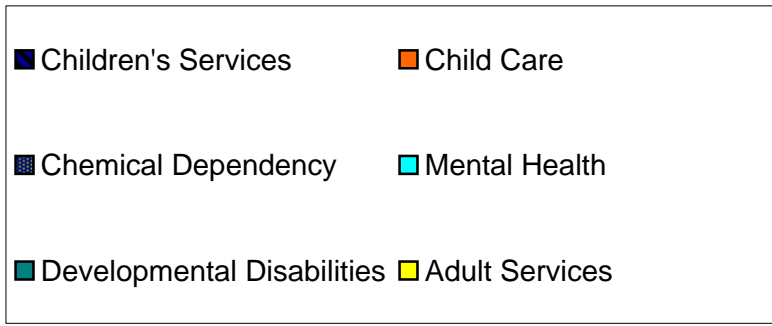 Children's Services Child Care
Chemical Dependency Mental Health
Developmental Disabilities Adult Services